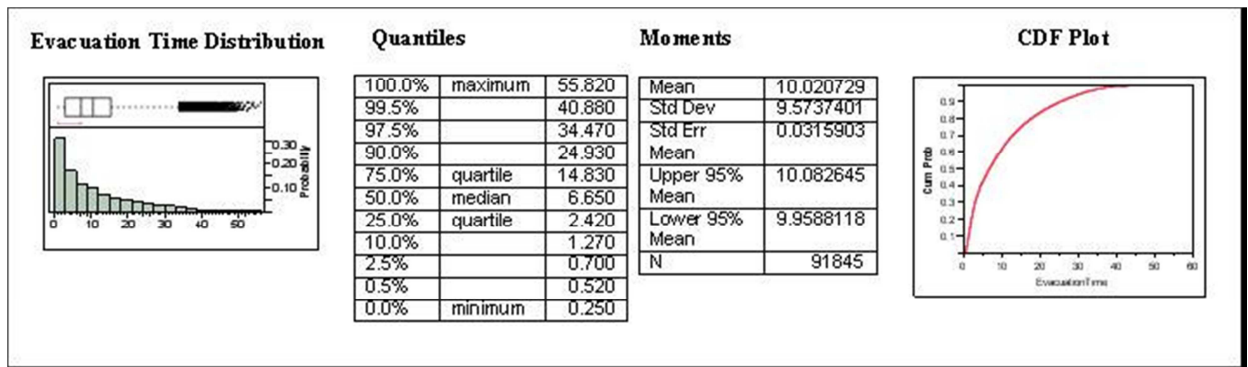 Evacuation Time Distribution
0.30
0.20
0.10
Probability
0 10 20 30 40 50
Quantiles
100.0% maximum 55.820
99.5% 40.880
97.5% 34.470
90.0% 24.930
75.0% quartile 14.830
50.0% median 6.650
25.0% quartile 2.420
10.0% 1.270
2.5% 0.700
0.5% 0.520
0.0% minimum 0.250
Moments
Mean 10.020729
Std Dev 9.5737401
Std Err 0.0315903
Mean
Upper 95% 10.082645
Mean
Lower 95% 9.9588118
Mean
N 91845
CDF Plot
Cum Prob
0.9
0.8
0.7
0.6
0.5
0.4
0.3
0.2
0.1
0 10 20 30 40 50 60
EvacuationTime